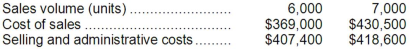 Sales volume (units) ........................ 6,000 7,000
Cost of sales ................................... $369,000 $430,500
Selling and administrative costs ......... $407,400 $418,600